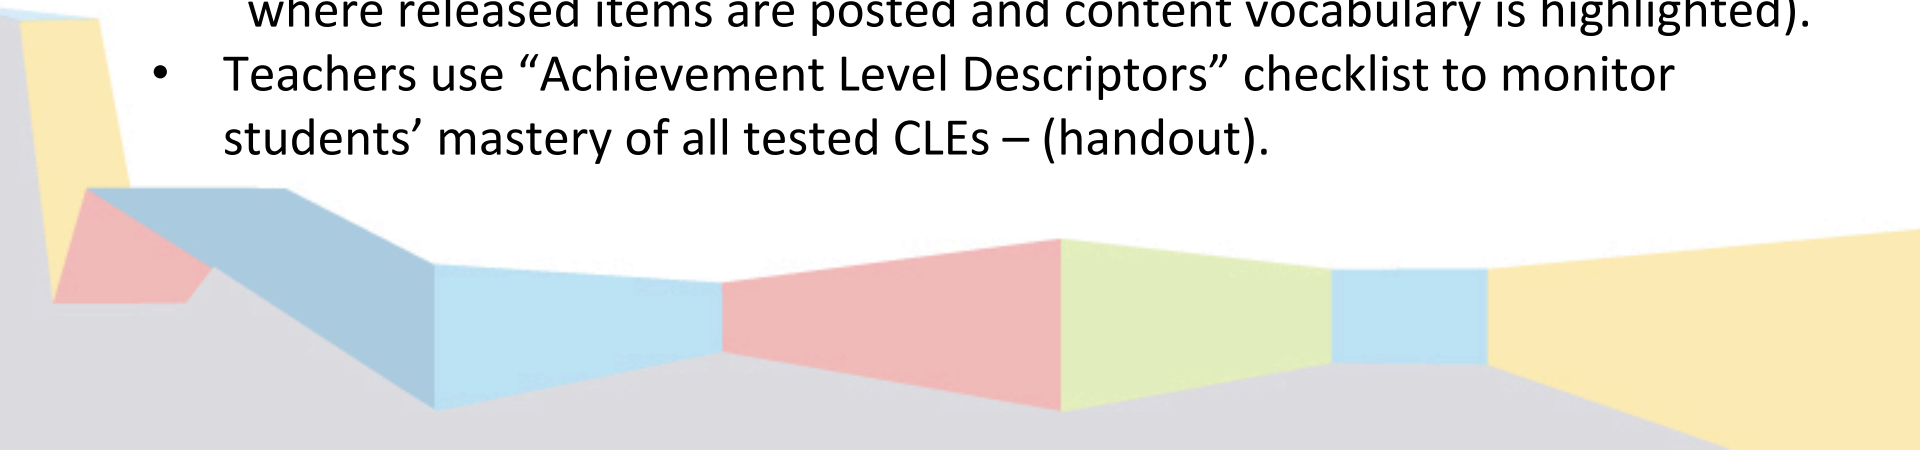 where released items are posted and content vocabulary is highlighted).
• Teachers use “Achievement Level Descriptors” checklist to monitor
students’ mastery of all tested CLEs – (handout).